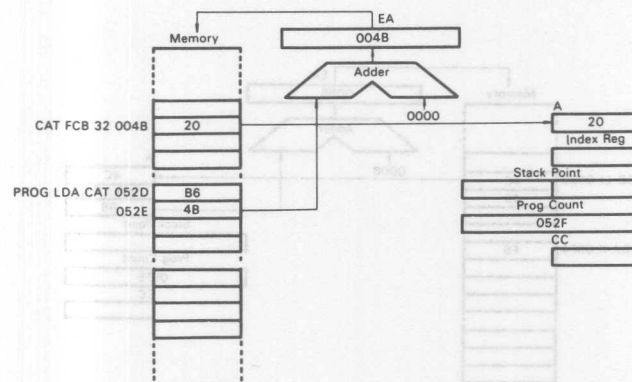 EA
Memory
004B
Adder
0000
A
CAT FCB 32 004B
20
20
Index Reg
Stack Point
PROG LDA CAT 052D
B6
052E
4B
Prog Count
052F
CC